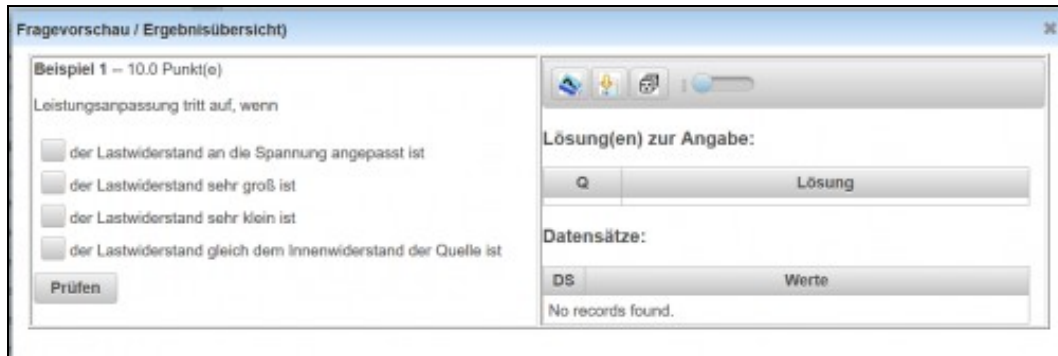 Fragevorschau / Ergebnisübersicht)
Beispiel 1 – 10.0 Punkt(e)
Leistungsanpassung tritt auf, wenn
der Lastwiderstand an die Spannung angepasst ist
der Lastwiderstand sehr groß ist
der Lastwiderstand sehr klein ist
der Lastwiderstand gleich dem Innenwiderstand der Quelle ist
Prüfen
Lösung(en) zur Angabe:
Q Lösung
Datensätze:
DS Werte
No records found.